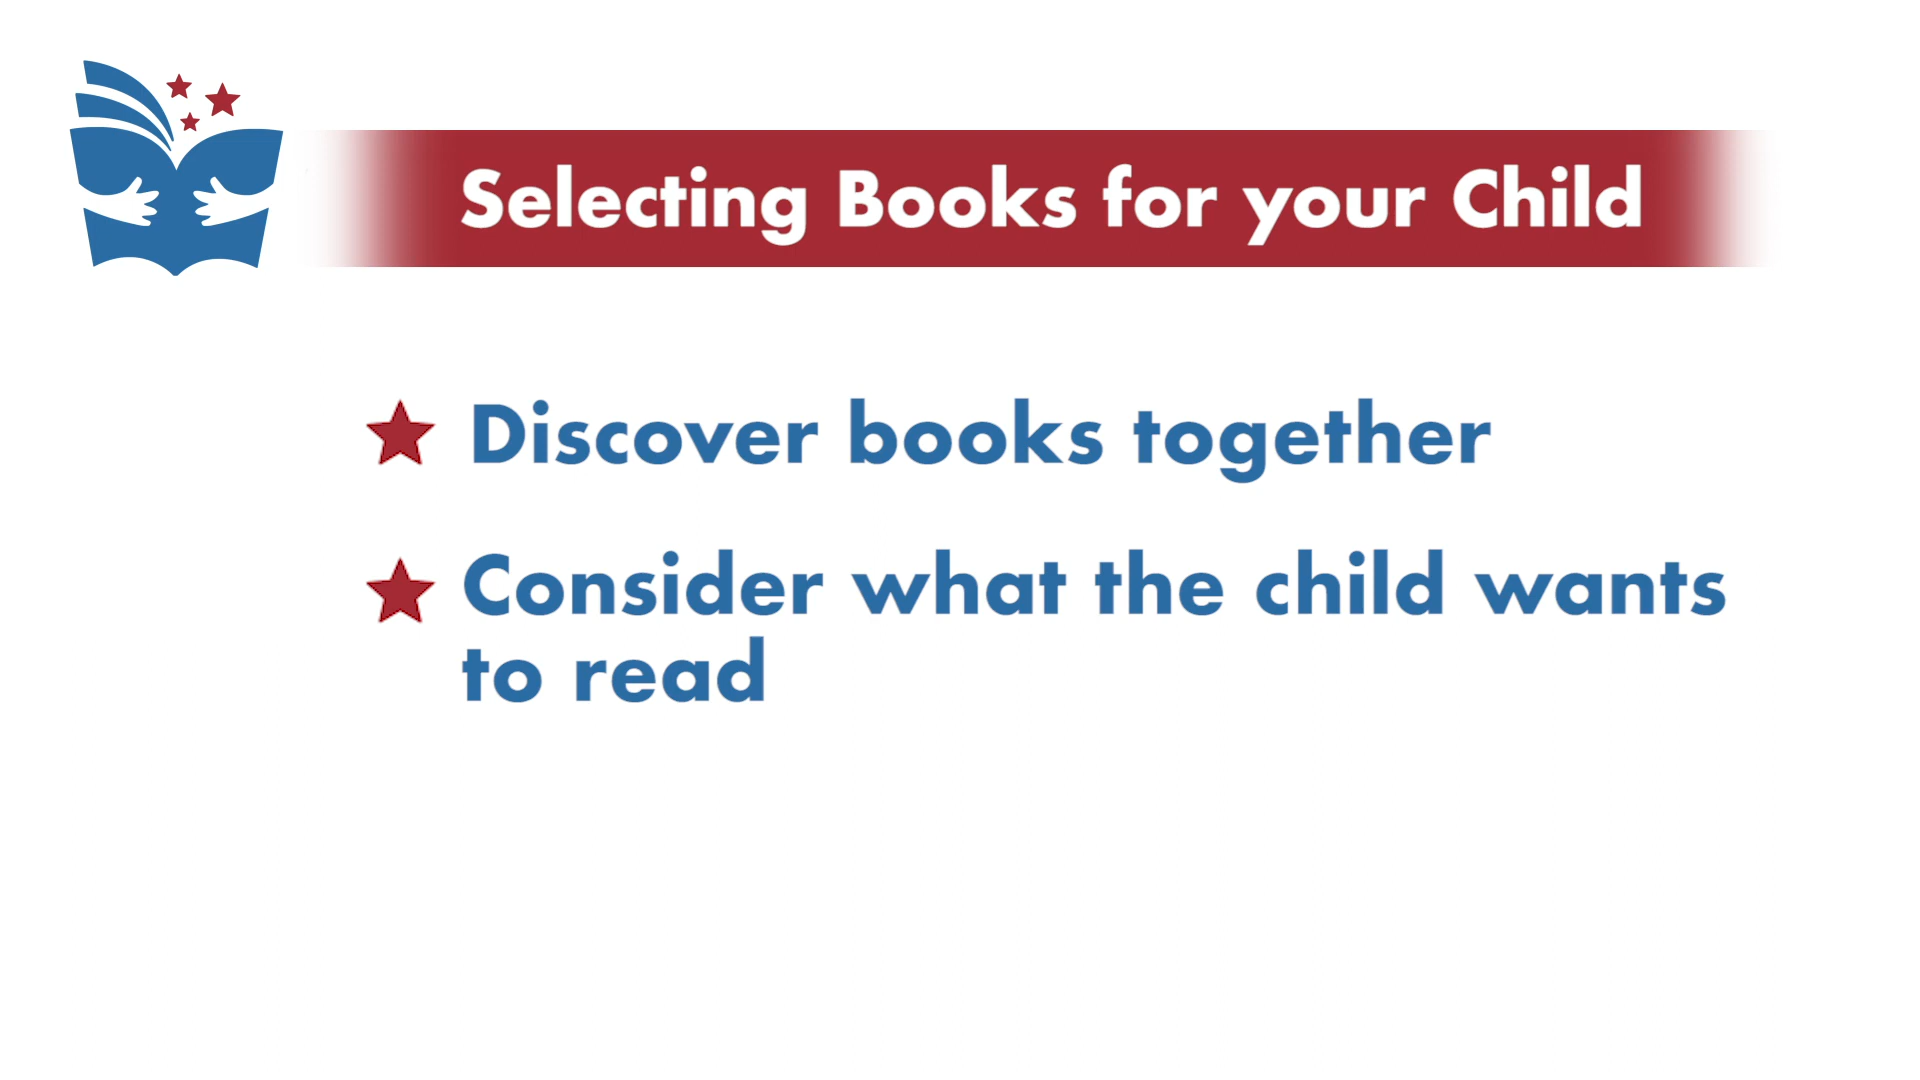 Selecting Books for your Child
Discover books together
Consider what the child wants
to read